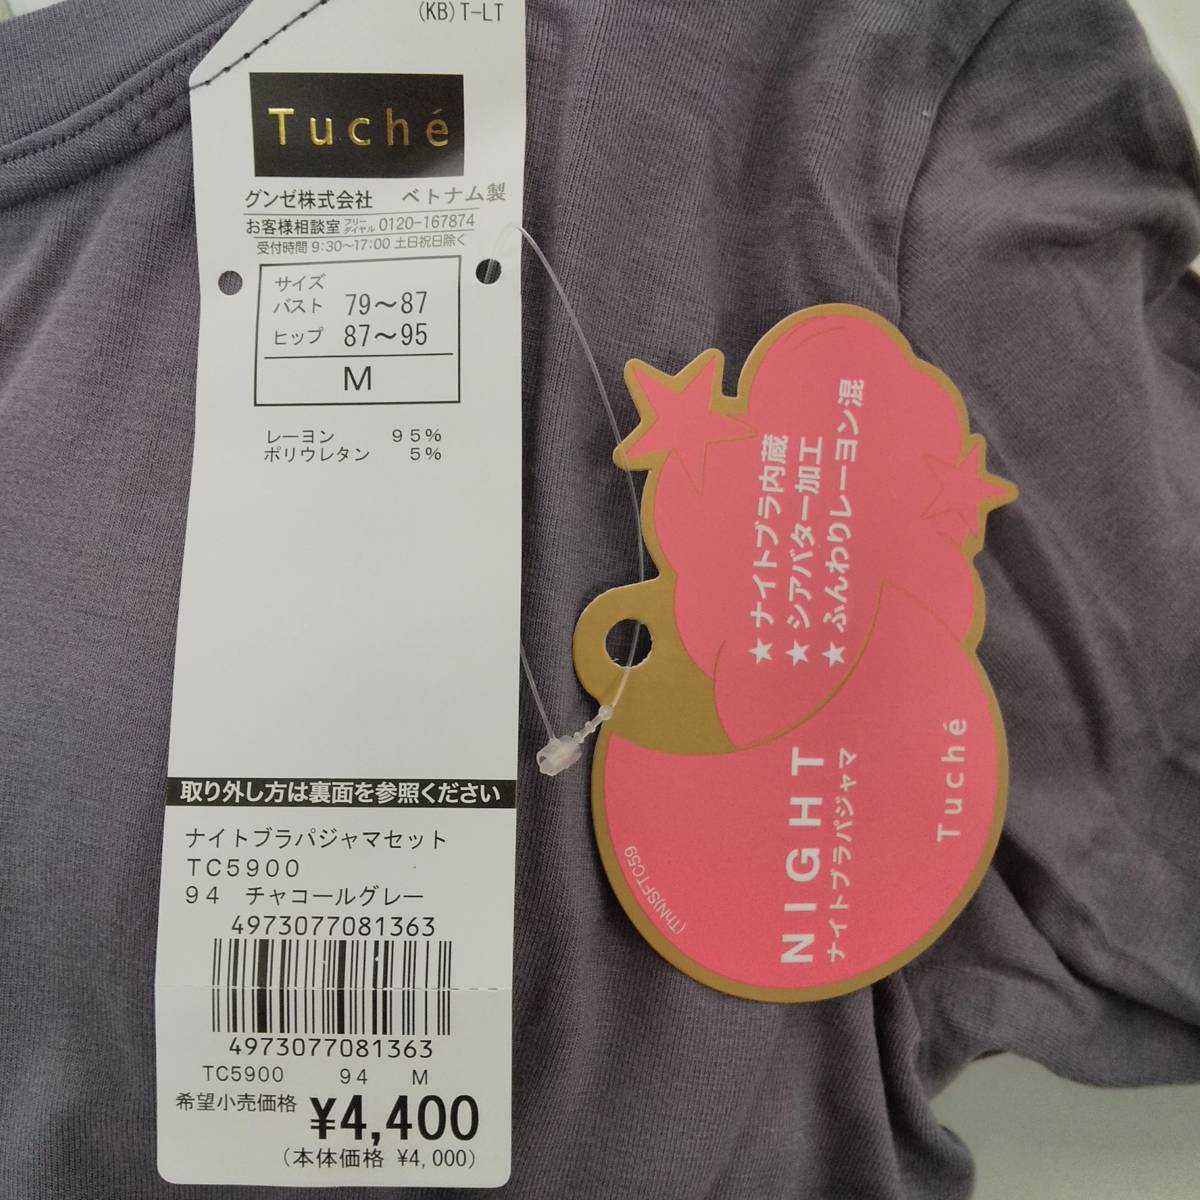 (KB) T-LT
Tuché
グンゼ株式会社 ベトナム製
お客様相談室 フリーダイヤル 0120-167874
受付時間 9:30〜17:00 土日祝日除く
サイズ
バスト 79〜87
ヒップ 87〜95
M
レーヨン 95%
ポリウレタン 5%
取り外し方は裏面を参照ください
ナイトブラパジャマセット
TC5900
94 チャコールグレー
4973077081363
4973077081363
TC5900 94 M
希望小売価格 ¥4,400
(本体価格 ¥4,000)
★ナイトブラ内蔵
★シアバター加工
★ふんわりレーヨン混
NIGHT
ナイトブラパジャマ
Tuché
(ThN)SFTC59